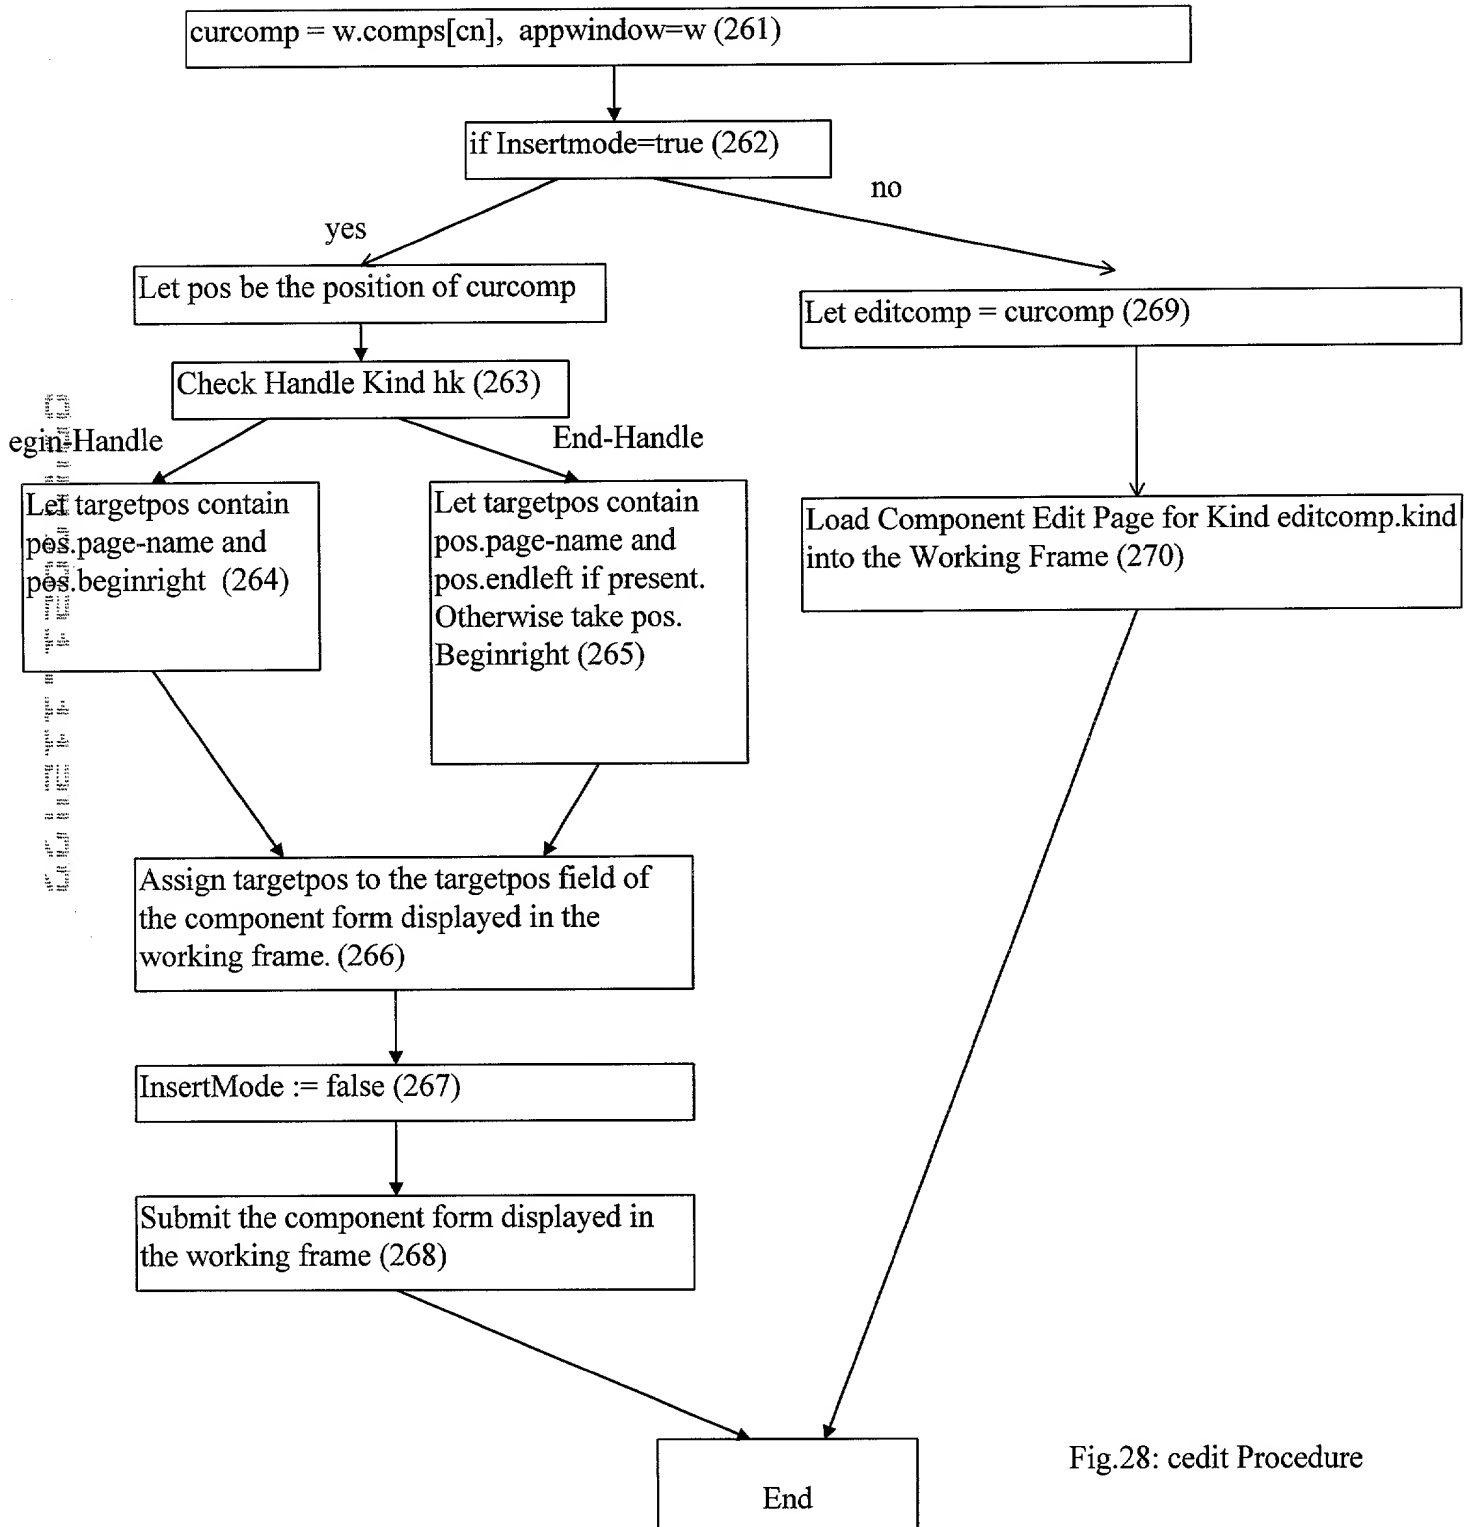 curcomp = w.comps[cn], appwindow=w (261)
if Insertmode=true (262)
no
yes
Let pos be the position of curcomp
Let editcomp = curcomp (269)
Check Handle Kind hk (263)
egin-Handle
End-Handle
Let targetpos contain
pos.page-name and
pos.beginright (264)
Let targetpos contain
pos.page-name and
pos.endleft if present.
Otherwise take pos.
Beginright (265)
Load Component Edit Page for Kind editcomp.kind
into the Working Frame (270)
Assign targetpos to the targetpos field of
the component form displayed in the
working frame. (266)
InsertMode := false (267)
Submit the component form displayed in
the working frame (268)
End
Fig.28: cedit Procedure